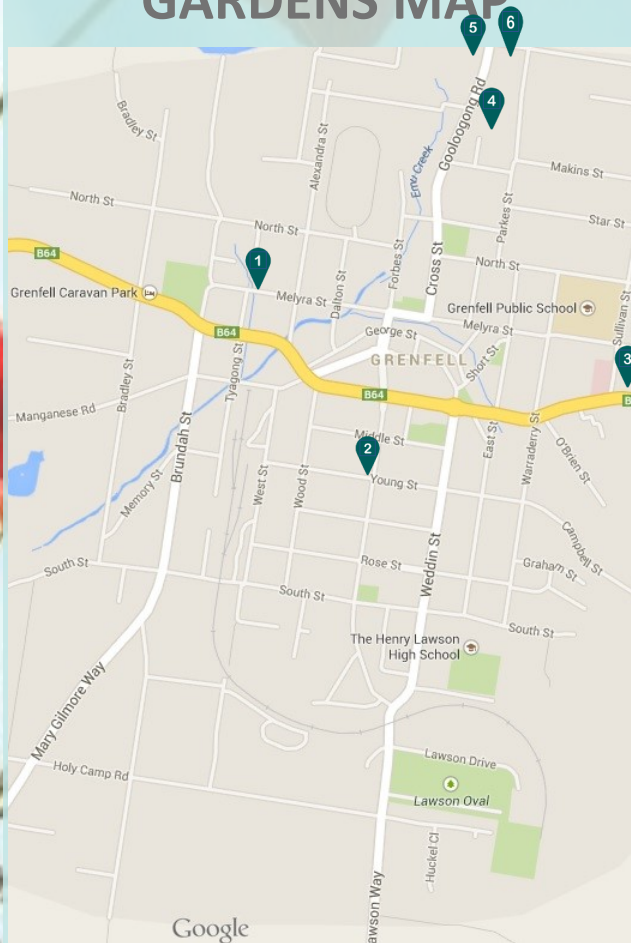 GARDENS MAP
5
6
4
Gooloogong Rd
Bradley St
Alexandra St
Emu Creek
Makins St
North St
Parkes St
Star St
North St
B64
1
Forbes St
Cross St
North St
Grenfell Caravan Park
Dalton St
Melyra St
Grenfell Public School
Sullivan St
B64
George St
Melyra St
GRENFELL
Short St
3
Tyagong St
Bradley St
B64
B
Manganese Rd
Brundah St
Middle St
East St
Warraderry St
O'Brien St
2
West St
Wood St
Young St
Memory St
Campbell St
South St
Rose St
Weddin St
Graham St
South St
South St
The Henry Lawson
High School
Mary Gilmore Way
Lawson Drive
Holy Camp Rd
Lawson Oval
Huckel Cl
awson Way
Google